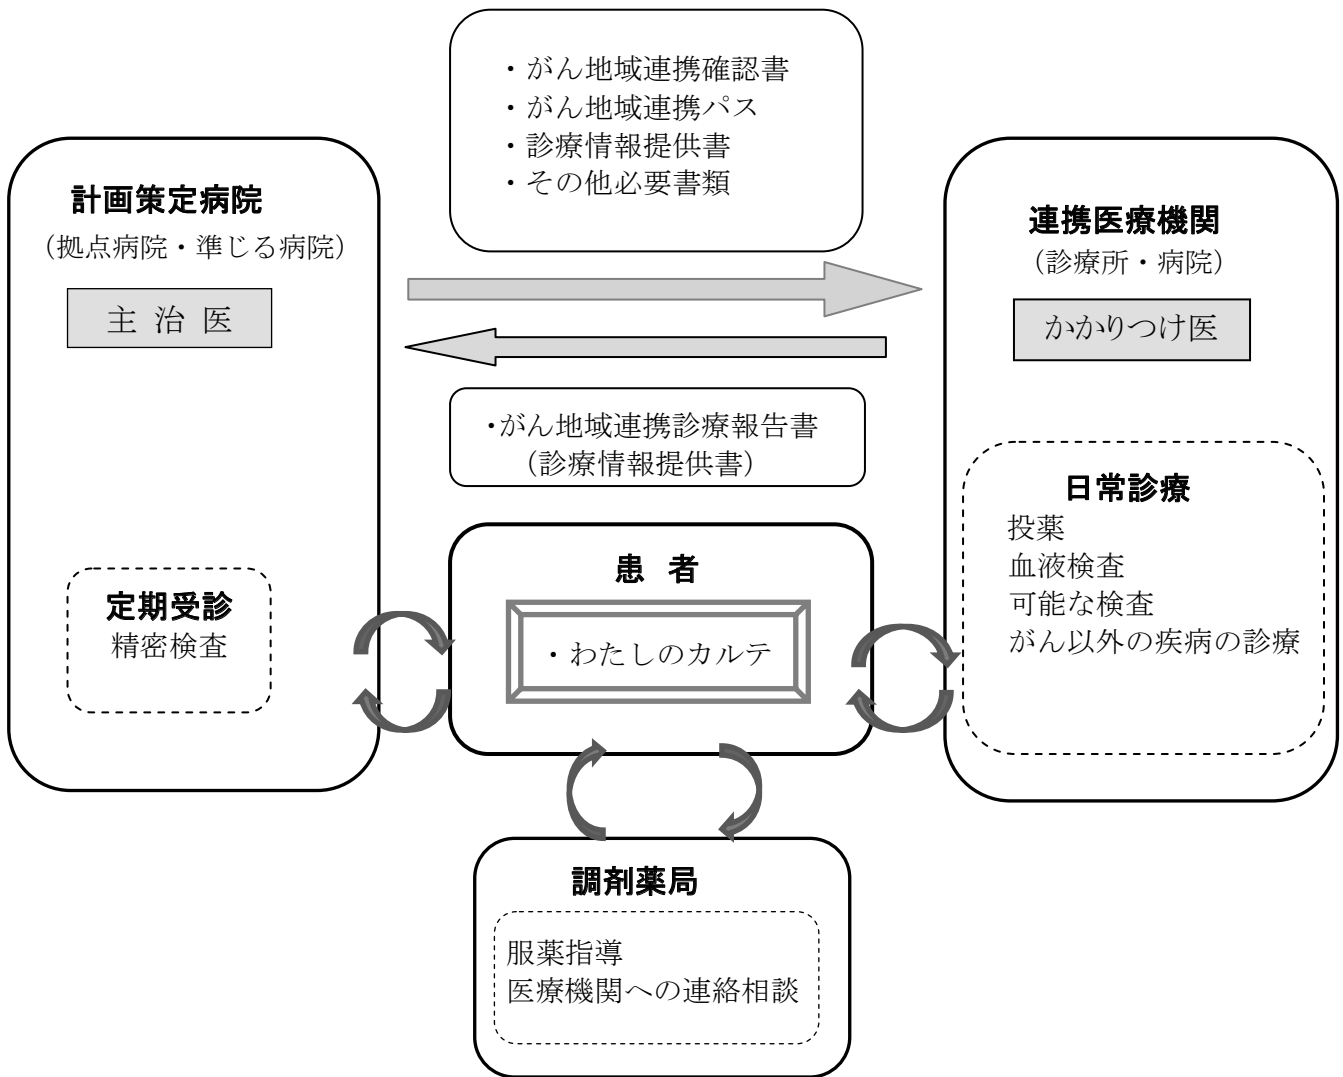 ・がん地域連携確認書
・がん地域連携パス
・診療情報提供書
・その他必要書類
計画策定病院
（拠点病院・準じる病院）
主 治 医
連携医療機関
（診療所・病院）
かかりつけ医
・がん地域連携診療報告書
（診療情報提供書）
定期受診
精密検査
患 者
・わたしのカルテ
日常診療
投薬
血液検査
可能な検査
がん以外の疾病の診療
調剤薬局
服薬指導
医療機関への連絡相談